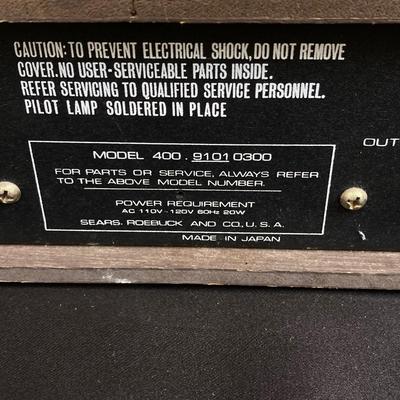 CAUTION: TO PREVENT ELECTRICAL SHOCK, DO NOT REMOVE
COVER. NO USER-SERVICEABLE PARTS INSIDE.
REFER SERVICING TO QUALIFIED SERVICE PERSONNEL.
PILOT LAMP SOLDERED IN PLACE
OUT
MODEL 400.91010300
FOR PARTS OR SERVICE, ALWAYS REFER
TO THE ABOVE MODEL NUMBER.
POWER REQUIREMENT
AC 110V-120V 60Hz 20W
SEARS, ROEBUCK AND CO., U.S.A.
MADE IN JAPAN